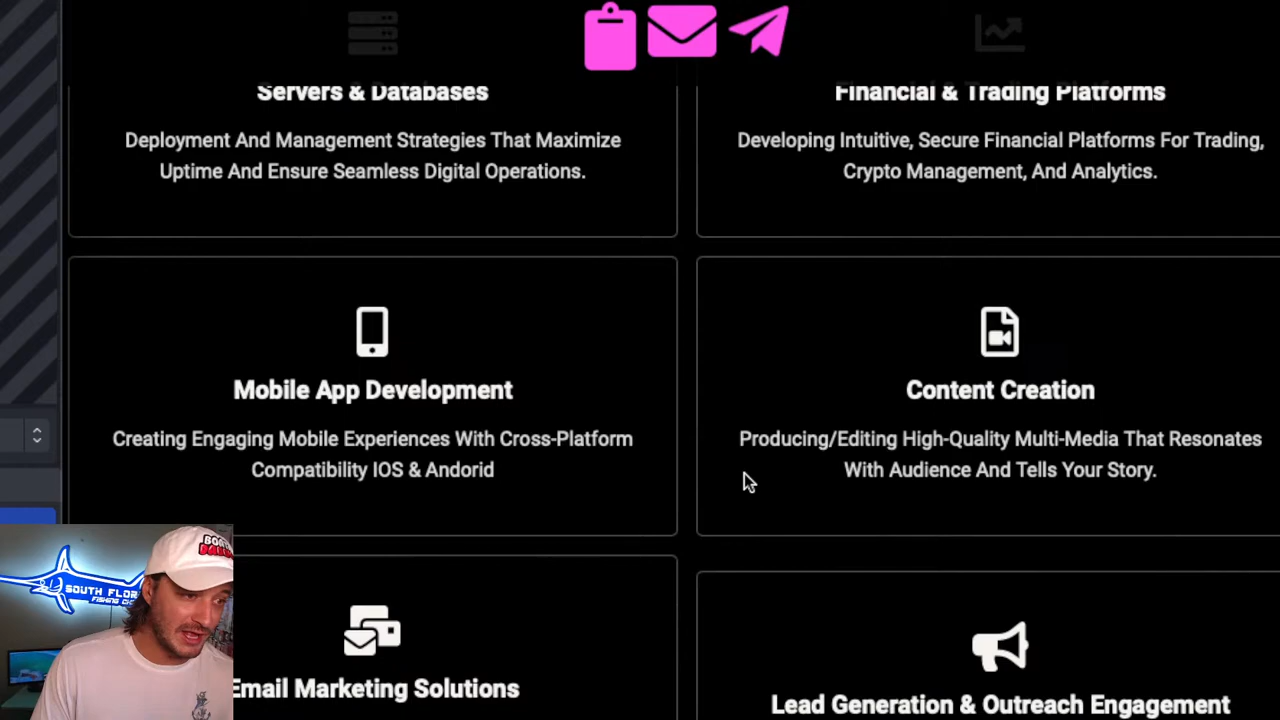 Servers & Databases
Deployment And Management Strategies That Maximize
Uptime And Ensure Seamless Digital Operations.
Financial & Trading Platforms
Developing Intuitive, Secure Financial Platforms For Trading,
Crypto Management, And Analytics.
Mobile App Development
Creating Engaging Mobile Experiences With Cross-Platform
Compatibility IOS & Andorid
Content Creation
Producing/Editing High-Quality Multi-Media That Resonates
With Audience And Tells Your Story.
Email Marketing Solutions
Lead Generation & Outreach Engagement
SOUTH FLOR
FISHING